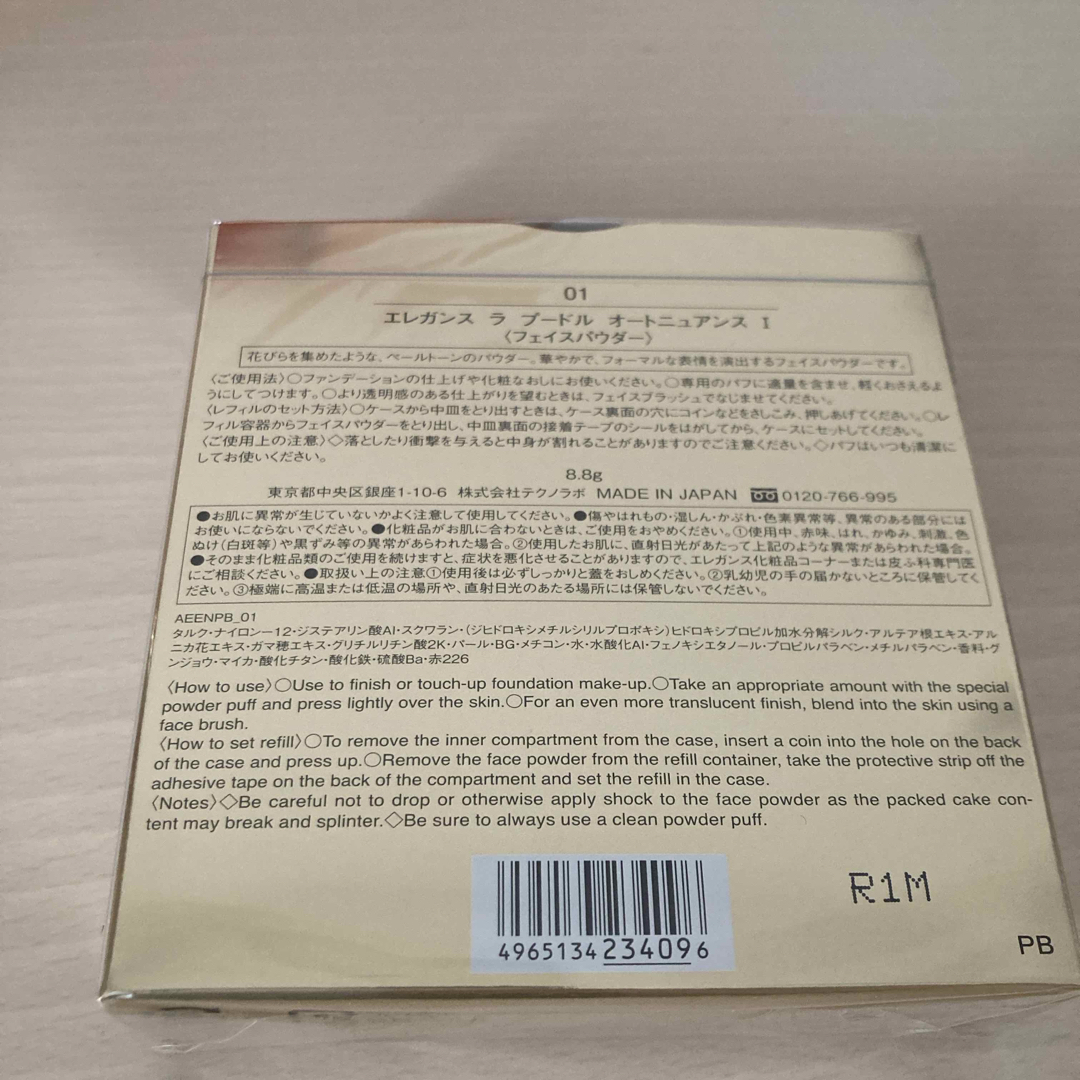 01
エレガンス ラ プードル オートニュアンス Ⅰ
〈フェイスパウダー〉
花びらを集めたような、ペールトーンのパウダー。華やかで、フォーマルな表情を演出するフェイスパウダーです。
〈ご使用法〉○ファンデーションの仕上げや化粧なおしにお使いください。○専用のパフに適量を含ませ、軽くおさえるよ
うにしてつけます。○より透明感のある仕上がりを望むときは、フェイスブラッシュでなじませてください。
〈レフィルのセット方法〉○ケースから中皿をとり出すときは、ケース裏面の穴にコインなどをさしこみ、押しあげてください。○レ
フィル容器からフェイスパウダーをとり出し、中皿裏面の接着テープのシールをはがしてから、ケースにセットしてください。
〈ご使用上の注意〉◇落としたり衝撃を与えると中身が割れることがありますのでご注意ください。◇パフはいつも清潔に
してお使いください。
8.8g
東京都中央区銀座1-10-6 株式会社テクノラボ MADE IN JAPAN 0120-766-995
●お肌に異常が生じていないかよく注意して使用してください。●傷やはれもの・湿しん・かぶれ・色素異常等、異常のある部分には
お使いにならないでください。●化粧品がお肌に合わないときは、ご使用をおやめください。①使用中、赤味、はれ、かゆみ、刺激、色
ぬけ(白斑等)や黒ずみ等の異常があらわれた場合。②使用したお肌に、直射日光があたって上記のような異常があらわれた場合。
●そのまま化粧品類のご使用を続けますと、症状を悪化させることがありますので、エレガンス化粧品コーナーまたは皮ふ科専門医
にご相談ください。●取扱い上の注意①使用後は必ずしっかりと蓋をおしめください。②乳幼児の手の届かないところに保管してく
ださい。③極端に高温または低温の場所や、直射日光のあたる場所には保管しないでください。
AEENPB_01
タルク・ナイロン-12・ジステアリン酸Al・スクワラン・(ジヒドロキシメチルシリルプロポキシ)ヒドロキシプロピル加水分解シルク・アルテア根エキス・アル
ニカ花エキス・ガマ穂エキス・グリチルリチン酸2K・パール・BG・メチコン・水・水酸化Al・フェノキシエタノール・プロピルパラベン・メチルパラベン・香料・グ
ンジョウ・マイカ・酸化チタン・酸化鉄・硫酸Ba・赤226
〈How to use〉○Use to finish or touch-up foundation make-up.○Take an appropriate amount with the special
powder puff and press lightly over the skin.○For an even more translucent finish, blend into the skin using a
face brush.
〈How to set refill〉○To remove the inner compartment from the case, insert a coin into the hole on the back
of the case and press up.○Remove the face powder from the refill container, take the protective strip off the
adhesive tape on the back of the compartment and set the refill in the case.
〈Notes〉◇Be careful not to drop or otherwise apply shock to the face powder as the packed cake con-
tent may break and splinter.◇Be sure to always use a clean powder puff.
R1M
PB
4965134234096